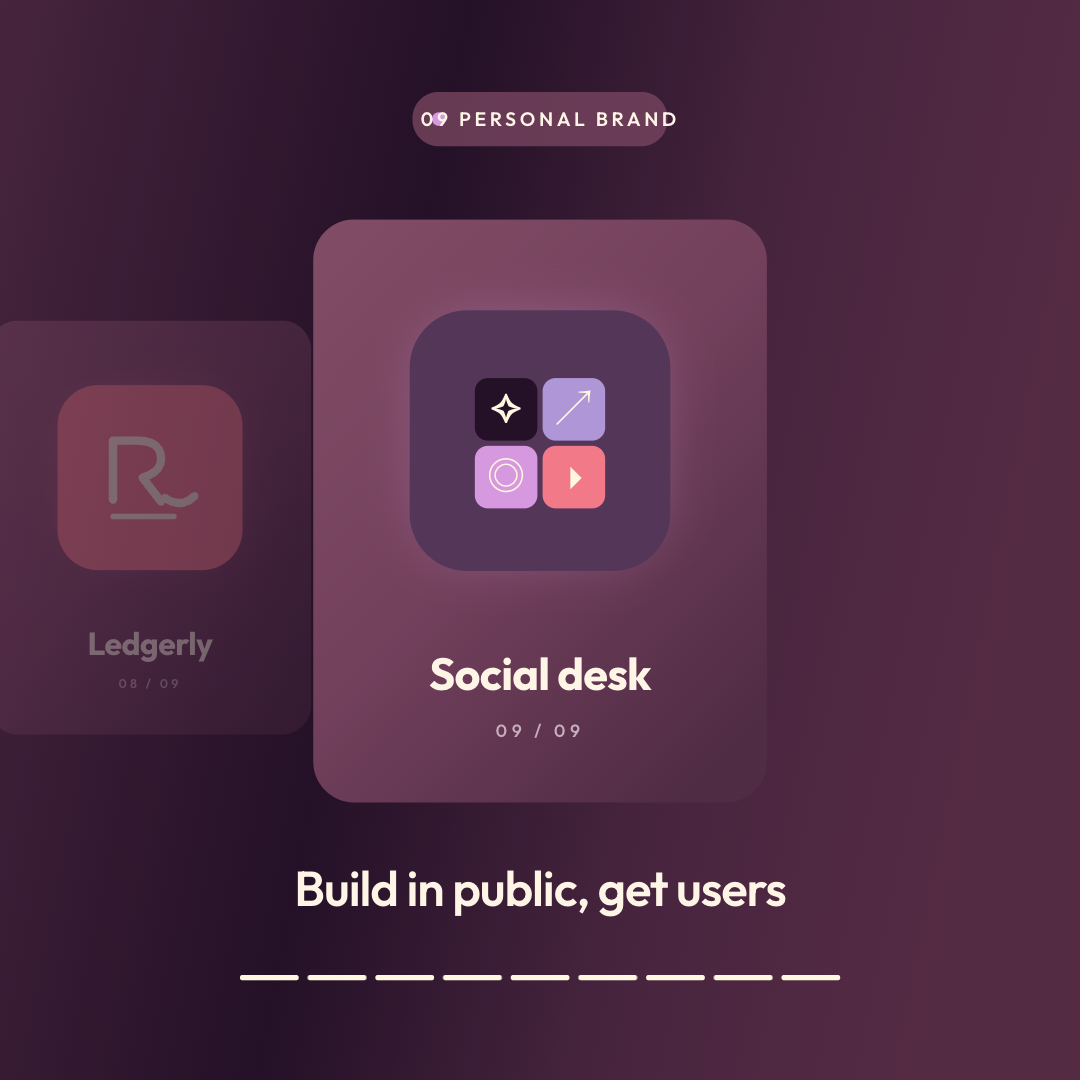 09 PERSONAL BRAND
R
Ledgerly
08 / 09
Social desk
09 / 09
Build in public, get users